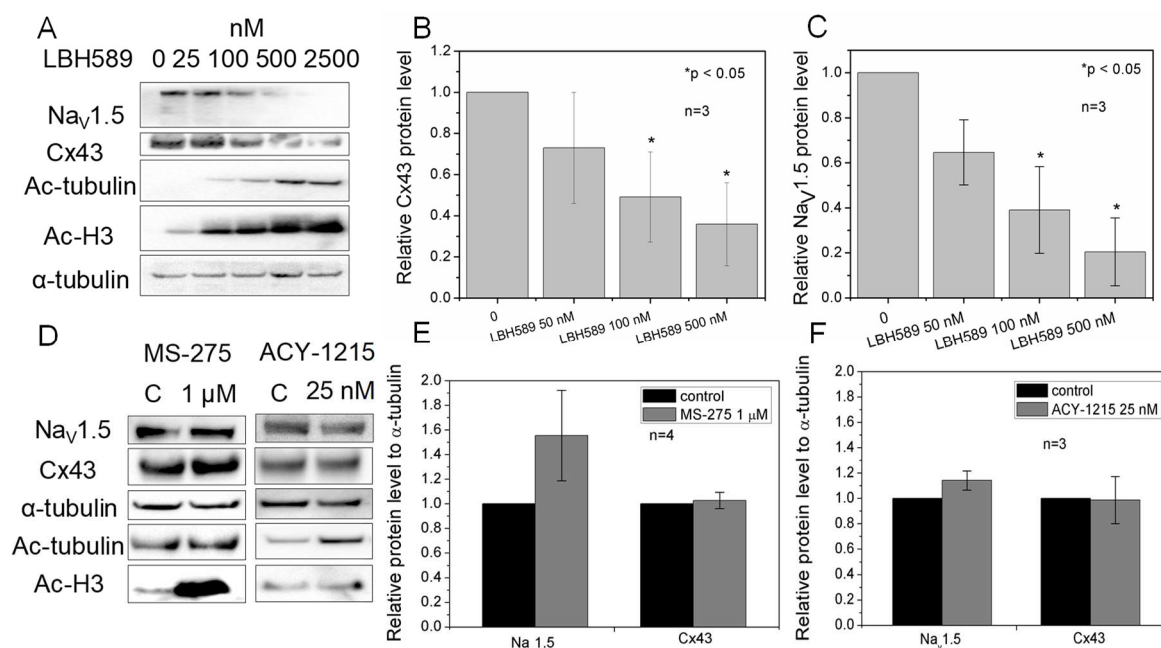 A
nM
LBH589 0 25 100 500 2500
Na_V1.5
Cx43
Ac-tubulin
Ac-H3
α-tubulin
B
Relative Cx43 protein level
1.2
1.0
0.8
0.6
0.4
0.2
0.0
*p < 0.05
n=3
*
*
0
LBH589 50 nM
LBH589 100 nM
LBH589 500 nM
C
Relative Na_V1.5 protein level
1.0
0.8
0.6
0.4
0.2
0.0
*p < 0.05
n=3
*
*
0
LBH589 50 nM
LBH589 100 nM
LBH589 500 nM
D
MS-275 ACY-1215
C 1 µM C 25 nM
Na_V1.5
Cx43
α-tubulin
Ac-tubulin
Ac-H3
E
Relative protein level to α-tubulin
2.0
1.8
1.6
1.4
1.2
1.0
0.8
0.6
0.4
0.2
0.0
control
MS-275 1 µM
n=4
Na 1.5 Cx43
F
Relative protein level to α-tubulin
2.0
1.8
1.6
1.4
1.2
1.0
0.8
0.6
0.4
0.2
0.0
control
ACY-1215 25 nM
n=3
Na_v1.5 Cx43